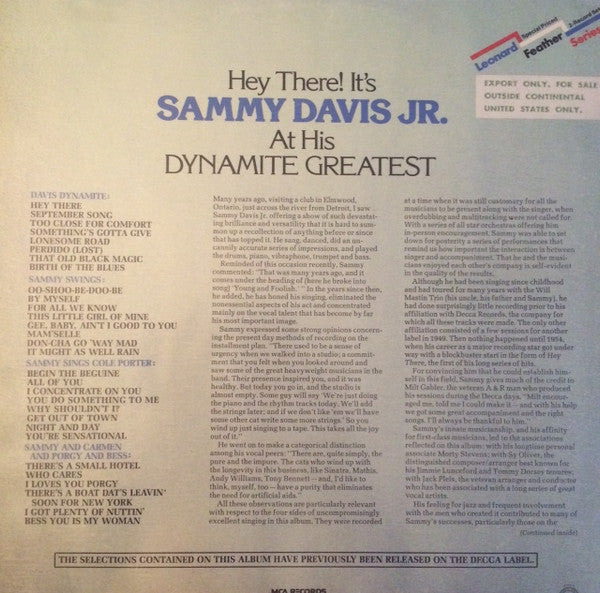 Leonard
Special Priced
Feather
2-Record Set
Series
EXPORT ONLY. FOR SALE
OUTSIDE CONTINENTAL
UNITED STATES ONLY.
Hey There! It's
SAMMY DAVIS JR.
At His
DYNAMITE GREATEST
DAVIS DYNAMITE:
HEY THERE
SEPTEMBER SONG
TOO CLOSE FOR COMFORT
SOMETHING'S GOTTA GIVE
LONESOME ROAD
PERDIDO (LOST)
THAT OLD BLACK MAGIC
BIRTH OF THE BLUES
SAMMY SWINGS:
OO-SHOO-BE-DOO-BE
BY MYSELF
FOR ALL WE KNOW
THIS LITTLE GIRL OF MINE
GEE, BABY, AIN'T I GOOD TO YOU
MAM'SELLE
DON-CHA GO 'WAY MAD
IT MIGHT AS WELL RAIN
SAMMY SINGS COLE PORTER:
BEGIN THE BEGUINE
ALL OF YOU
I CONCENTRATE ON YOU
YOU DO SOMETHING TO ME
WHY SHOULDN'T I?
GET OUT OF TOWN
NIGHT AND DAY
YOU'RE SENSATIONAL
SAMMY AND CARMEN
AND PORGY AND BESS:
THERE'S A SMALL HOTEL
WHO CARES
I LOVES YOU PORGY
THERE'S A BOAT DAT'S LEAVIN'
SOON FOR NEW YORK
I GOT PLENTY OF NUTTIN'
BESS YOU IS MY WOMAN
Many years ago, visiting a club in Elmwood,
Ontario, just across the river from Detroit, I saw
Sammy Davis Jr. offering a show of such devastat-
ing brilliance and versatility that it is hard to sum-
mon up a recollection of anything before or since
that has topped it. He sang, danced, did an un-
cannily accurate series of impressions, and played
the drums, piano, vibraphone, trumpet and bass.
Reminded of this occasion recently, Sammy
commented: "That was many years ago, and it
comes under the heading of (here he broke into
song) 'Young and Foolish.'" In the years since then,
he added, he has honed his singing, eliminated the
nonessential aspects of his act and concentrated
mainly on the vocal talent that has become by far
his most important image.
Sammy expressed some strong opinions concern-
ing the present day methods of recording on the
installment plan. "There used to be a sense of
urgency when we walked into a studio; a commit-
ment that you felt when you looked around and
saw some of the great heavyweight musicians in the
band. Their presence inspired you, and it was
healthy. But today you go in, and the studio is
almost empty. Some guy will say 'We're just doing
the piano and the rhythm tracks today. We'll add
the strings later; and if we don't like 'em we'll have
some other cat write some more strings.' So you
wind up just singing to a tape. This takes all the joy
out of it."
He went on to make a categorical distinction
among his vocal peers: "There are, quite simply, the
pure and the impure. The cats who wind up with
the longevity in this business, like Sinatra, Mathis,
Andy Williams, Tony Bennett—and, I'd like to
think, myself, too—have a purity that eliminates
the need for artificial aids."
All these observations are particularly relevant
with respect to the four sides of uncompromisingly
excellent singing in this album. They were recorded
at a time when it was still customary for all the
musicians to be present along with the singer, when
overdubbing and multitracking were not called for.
With a series of all star orchestras offering him
in-person encouragement, Sammy was able to set
down for posterity a series of performances that
remind us how important the interaction is between
singer and accompaniment. That he and the musi-
cians enjoyed each other's company is self-evident
in the quality of the results.
Although he had been singing since childhood
and had toured for many years with the Will
Mastin Trio (his uncle, his father and Sammy), he
had done surprisingly little recording prior to his
affiliation with Decca Records, the company for
which all these tracks were made. The only other
affiliation consisted of a few sessions for another
label in 1949. Then nothing happened until 1954,
when his career as a major recording star got under
way with a blockbuster start in the form of Hey
There, the first of his long series of hits.
For convincing him that he could establish him-
self in this field, Sammy gives much of the credit to
Milt Gabler, the veteran A & R man who produced
his sessions during the Decca days. "Milt encour-
aged me, told me I could make it—and with his help
we got some great accompaniment and the right
songs. I'll always be thankful to him."
Sammy's innate musicianship, and his affinity
for first-class musicians, led to the associations
reflected on this album: with his longtime personal
associate Morty Stevens; with Sy Oliver, the
distinguished composer/arranger best known for
his Jimmie Lunceford and Tommy Dorsey tenures;
with Jack Pleis, the veteran arranger and conductor
who has been associated with a long series of great
vocal artists.
His feeling for jazz and frequent involvement
with the men who created it contributed to many of
Sammy's successes, particularly those on the
(Continued inside)
THE SELECTIONS CONTAINED ON THIS ALBUM HAVE PREVIOUSLY BEEN RELEASED ON THE DECCA LABEL.
MCA RECORDS